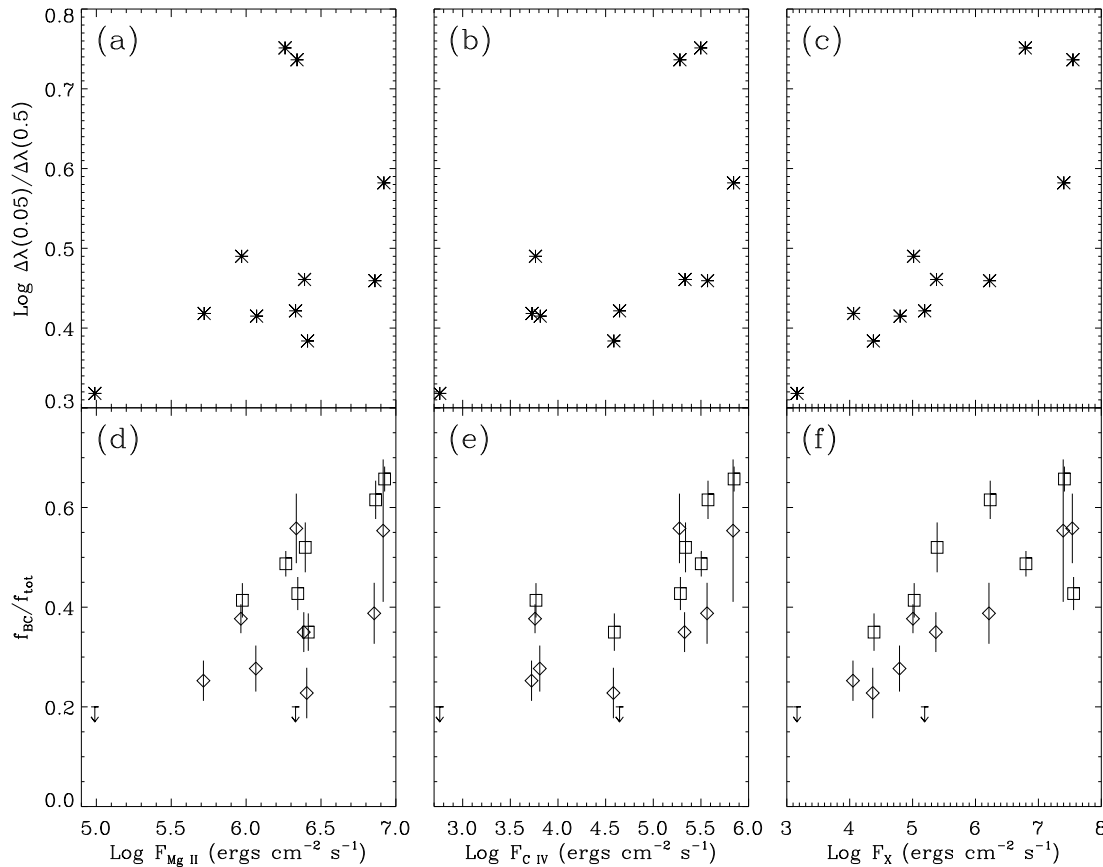 (a)
(b)
(c)
Log Δλ(0.05)/Δλ(0.5)
0.8
0.7
0.6
0.5
0.4
0.3
(d)
(e)
(f)
f_BC/f_tot
0.6
0.4
0.2
0.0
5.0 5.5 6.0 6.5 7.0
3.0 3.5 4.0 4.5 5.0 5.5 6.0
3 4 5 6 7 8
Log F_Mg II (ergs cm⁻² s⁻¹)
Log F_C IV (ergs cm⁻² s⁻¹)
Log F_X (ergs cm⁻² s⁻¹)